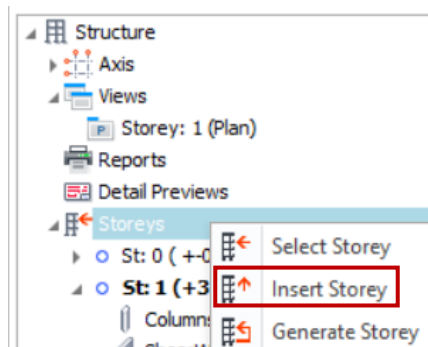 Structure
Axis
Views
P Storey: 1 (Plan)
Reports
Detail Previews
Storeys
St: 0 ( +0
Select Storey
St: 1 (+3
Insert Storey
Column
Generate Storey